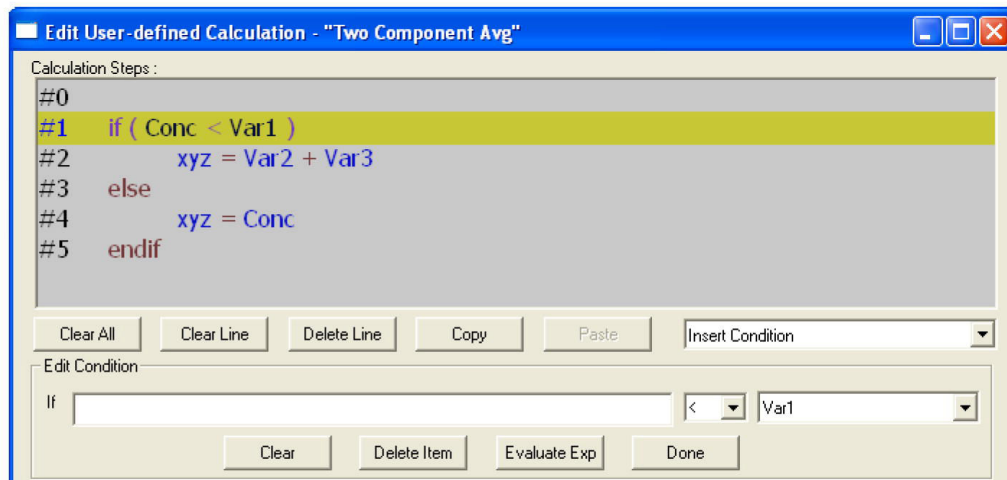 Edit User-defined Calculation - "Two Component Avg"
Calculation Steps :
#0
#1 if ( Conc < Var1 )
#2 xyz = Var2 + Var3
#3 else
#4 xyz = Conc
#5 endif
Clear All Clear Line Delete Line Copy Paste Insert Condition
Edit Condition
If < Var1
Clear Delete Item Evaluate Exp Done